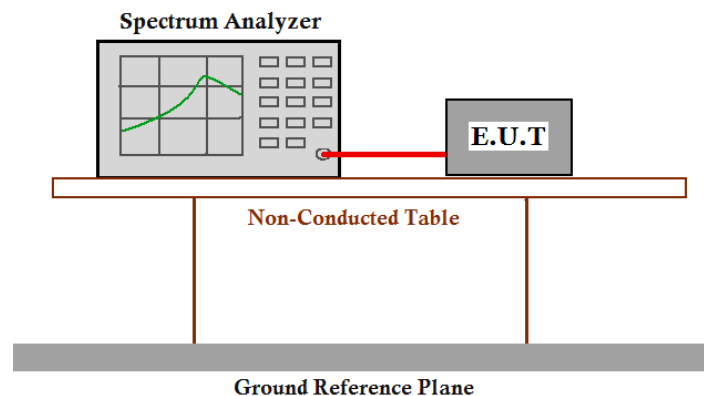 Spectrum Analyzer
E.U.T
Non-Conducted Table
Ground Reference Plane